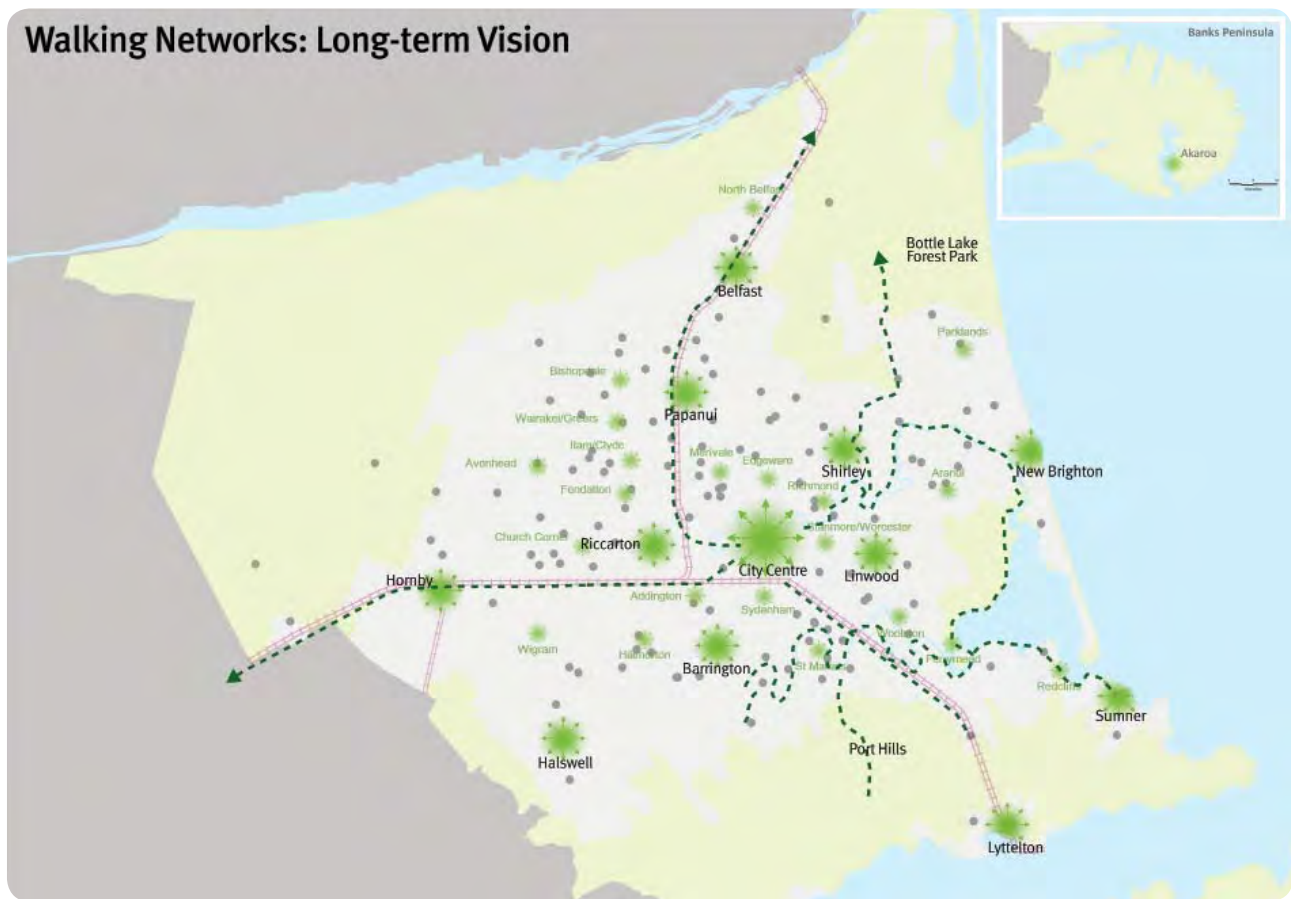 Walking Networks: Long-term Vision
Banks Peninsula
Akaroa
North Belfast
Bottle Lake
Forest Park
Belfast
Parklands
Bishopdale
Papanui
Wairakei/Greers
Ilam/Clyde
Merivale
Edgeware
Avonhead
Shirley
New Brighton
Aranui
Fendalton
Richmond
Stanmore/Worcester
Church Corner
Riccarton
City Centre
Linwood
Hornby
Addington
Sydenham
Woolston
Wigram
Barrington
St Martins
Ferrymead
Redcliffs
Sumner
Port Hills
Halswell
Lyttelton